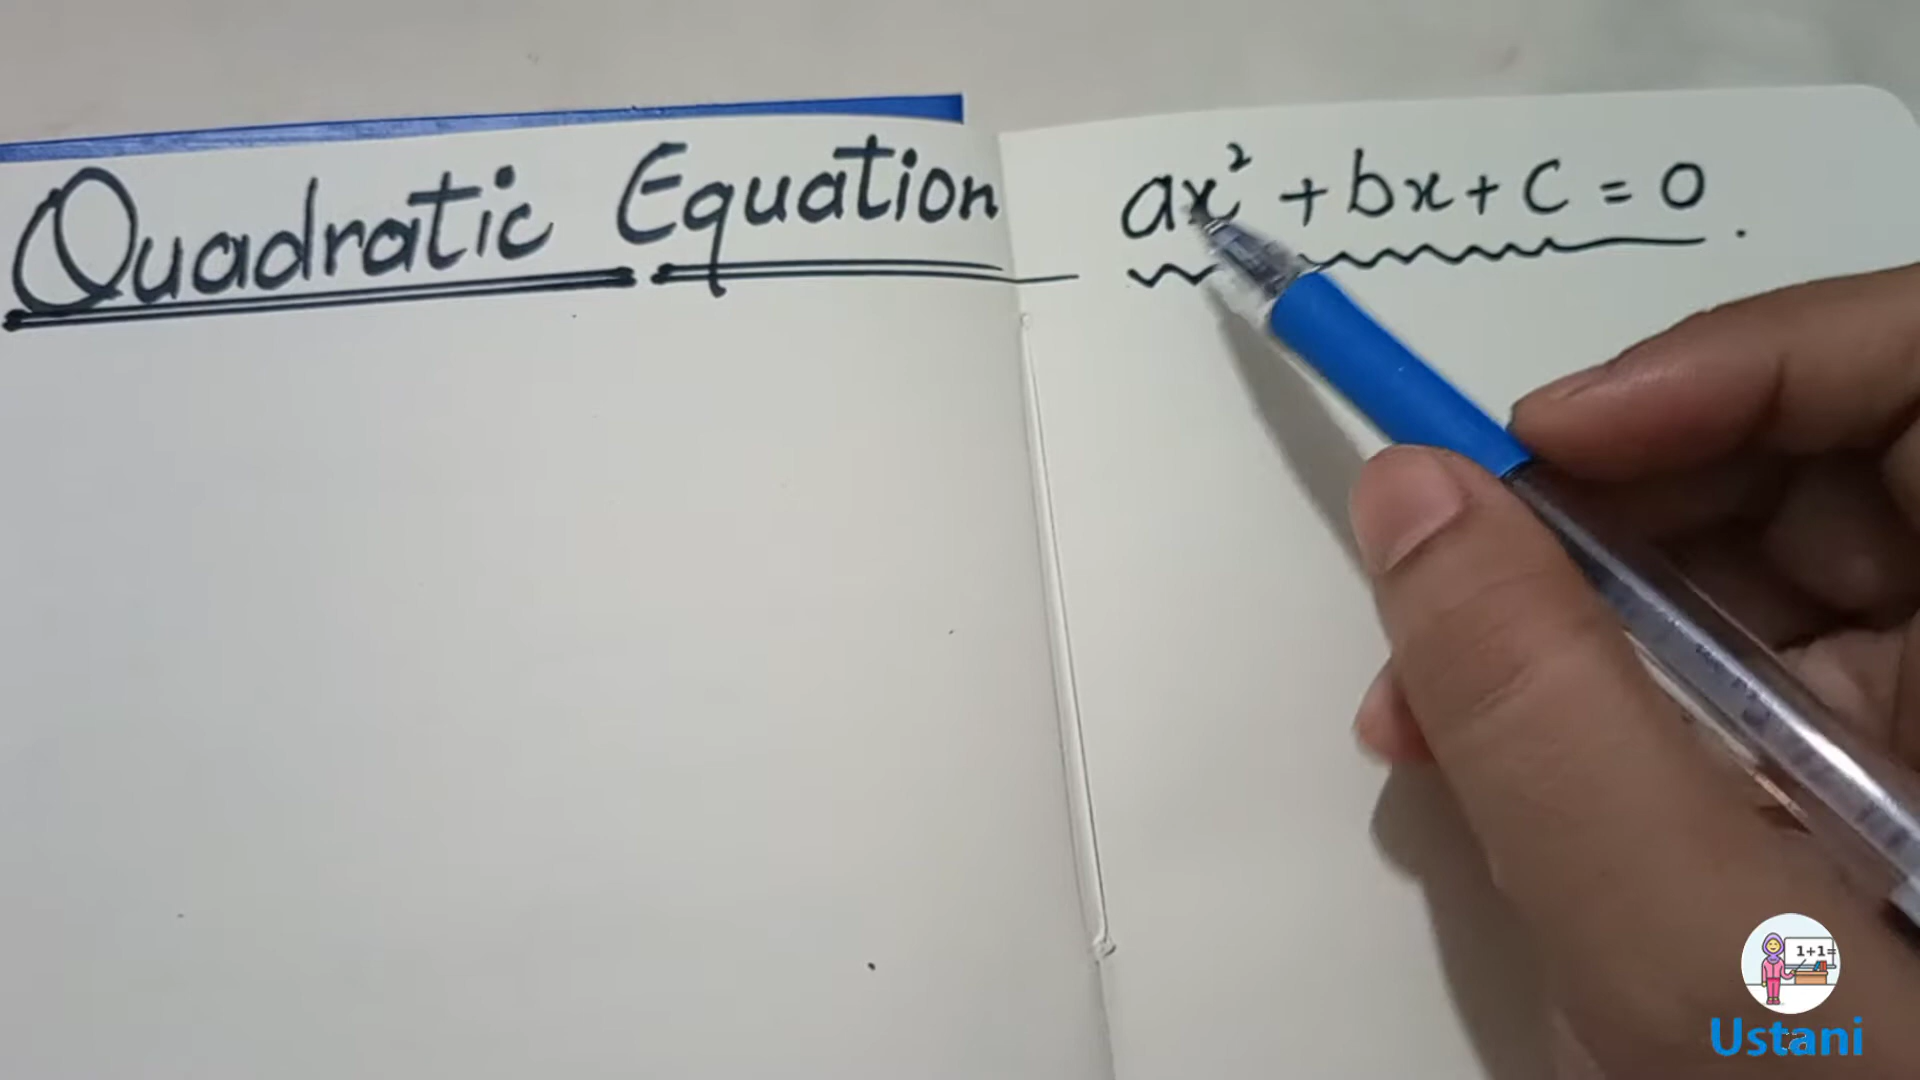 Quadratic Equation
ax² + bx + c = 0.
1+1=
Ustani